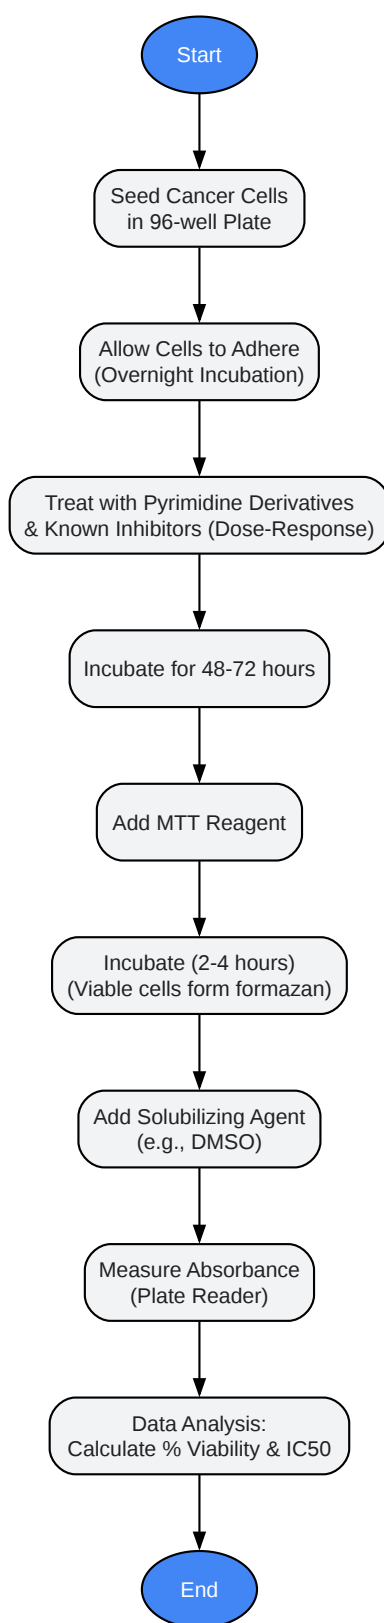 Start
Seed Cancer Cells
in 96-well Plate
Allow Cells to Adhere
(Overnight Incubation)
Treat with Pyrimidine Derivatives
& Known Inhibitors (Dose-Response)
Incubate for 48-72 hours
Add MTT Reagent
Incubate (2-4 hours)
(Viable cells form formazan)
Add Solubilizing Agent
(e.g., DMSO)
Measure Absorbance
(Plate Reader)
Data Analysis:
Calculate % Viability & IC50
End